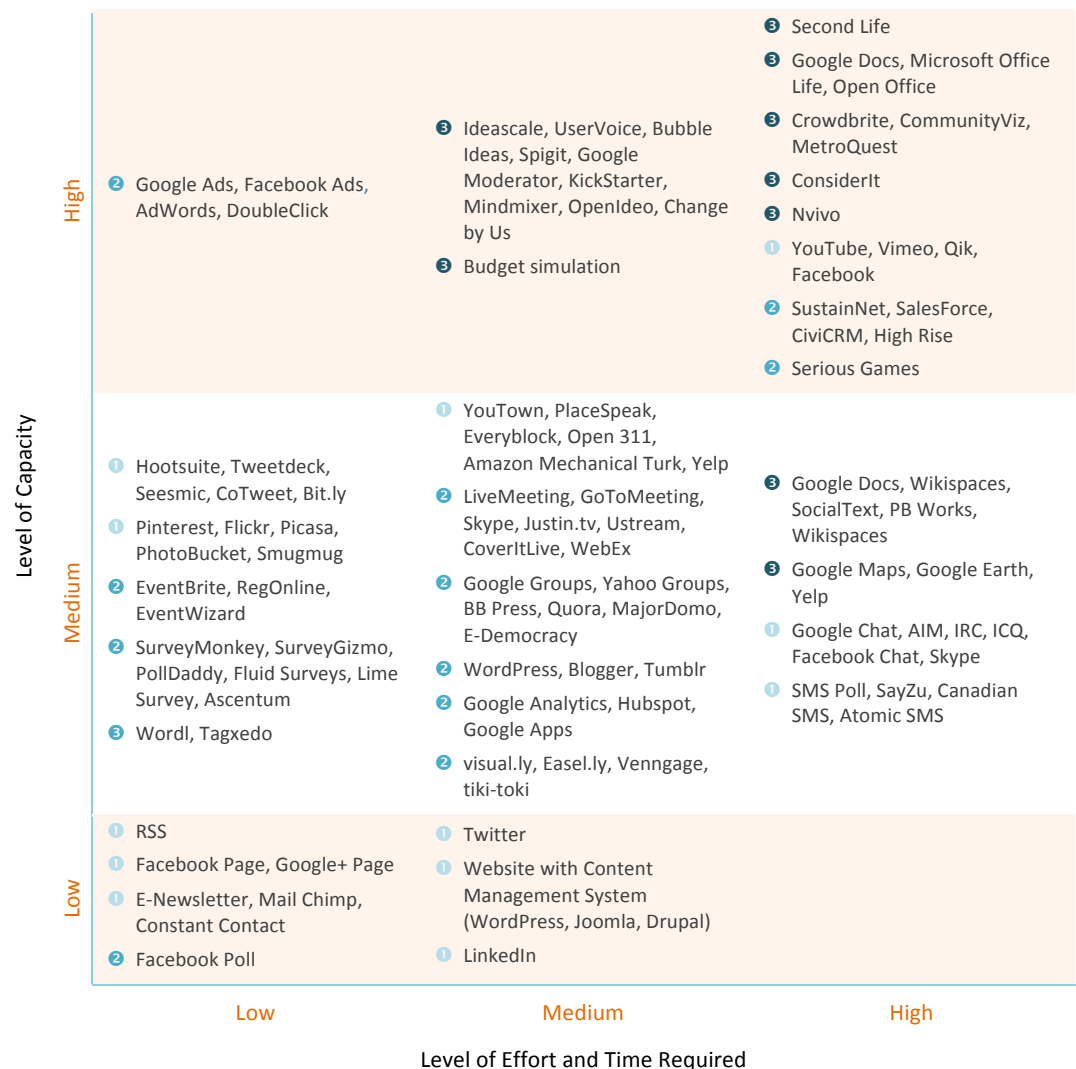 Level of Capacity
High
❷ Google Ads, Facebook Ads,
AdWords, DoubleClick
❸ Ideascale, UserVoice, Bubble
Ideas, Spigit, Google
Moderator, KickStarter,
Mindmixer, OpenIdeo, Change
by Us
❸ Budget simulation
❸ Second Life
❸ Google Docs, Microsoft Office
Life, Open Office
❸ Crowdbrite, CommunityViz,
MetroQuest
❸ ConsiderIt
❸ Nvivo
❶ YouTube, Vimeo, Qik,
Facebook
❷ SustainNet, SalesForce,
CiviCRM, High Rise
❷ Serious Games
Medium
❶ Hootsuite, Tweetdeck,
Seesmic, CoTweet, Bit.ly
❶ Pinterest, Flickr, Picasa,
PhotoBucket, Smugmug
❷ EventBrite, RegOnline,
EventWizard
❷ SurveyMonkey, SurveyGizmo,
PollDaddy, Fluid Surveys, Lime
Survey, Ascentum
❸ Wordl, Tagxedo
❶ YouTown, PlaceSpeak,
Everyblock, Open 311,
Amazon Mechanical Turk, Yelp
❷ LiveMeeting, GoToMeeting,
Skype, Justin.tv, Ustream,
CoverItLive, WebEx
❷ Google Groups, Yahoo Groups,
BB Press, Quora, MajorDomo,
E-Democracy
❷ WordPress, Blogger, Tumblr
❷ Google Analytics, Hubspot,
Google Apps
❷ visual.ly, Easel.ly, Venngage,
tiki-toki
❸ Google Docs, Wikispaces,
SocialText, PB Works,
Wikispaces
❸ Google Maps, Google Earth,
Yelp
❶ Google Chat, AIM, IRC, ICQ,
Facebook Chat, Skype
❶ SMS Poll, SayZu, Canadian
SMS, Atomic SMS
Low
❶ RSS
❶ Facebook Page, Google+ Page
❶ E-Newsletter, Mail Chimp,
Constant Contact
❷ Facebook Poll
❶ Twitter
❶ Website with Content
Management System
(WordPress, Joomla, Drupal)
❶ LinkedIn
Low
Medium
High
Level of Effort and Time Required